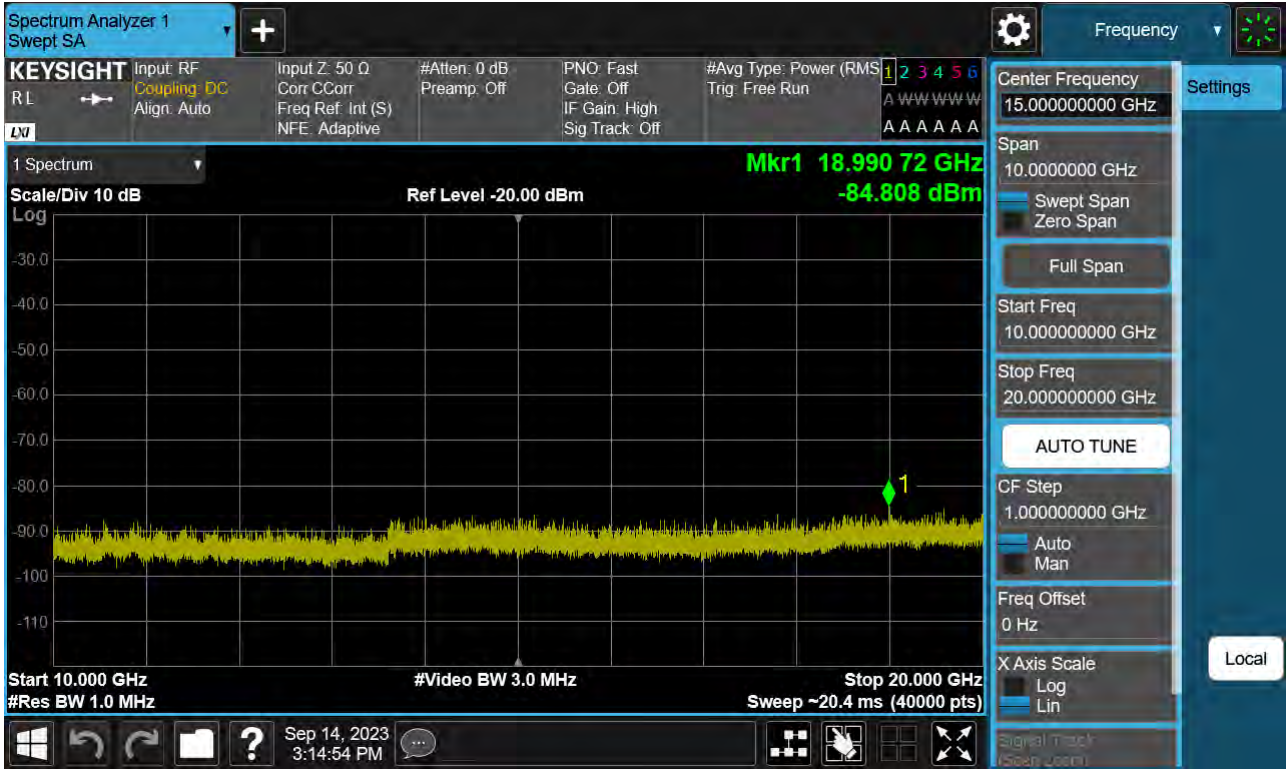 Spectrum Analyzer 1
Swept SA
+
Frequency
KEYSIGHT
RL
LXI
Input: RF
Coupling: DC
Align: Auto
Input Z: 50 Ω
Corr CCorr
Freq Ref: Int (S)
NFE: Adaptive
#Atten: 0 dB
Preamp: Off
PNO: Fast
Gate: Off
IF Gain: High
Sig Track: Off
#Avg Type: Power (RMS
Trig: Free Run
1 2 3 4 5 6
A W W W W W
A A A A A A
1 Spectrum
Scale/Div 10 dB
Log
Ref Level -20.00 dBm
Mkr1 18.990 72 GHz
-84.808 dBm
-30.0
-40.0
-50.0
-60.0
-70.0
-80.0
-90.0
-100
-110
1
Start 10.000 GHz
#Res BW 1.0 MHz
#Video BW 3.0 MHz
Stop 20.000 GHz
Sweep ~20.4 ms (40000 pts)
Center Frequency
15.000000000 GHz
Span
10.0000000 GHz
Swept Span
Zero Span
Full Span
Start Freq
10.000000000 GHz
Stop Freq
20.000000000 GHz
AUTO TUNE
CF Step
1.000000000 GHz
Auto
Man
Freq Offset
0 Hz
X Axis Scale
Log
Lin
Signal Track
(Span Zoom)
Settings
Local
?
Sep 14, 2023
3:14:54 PM